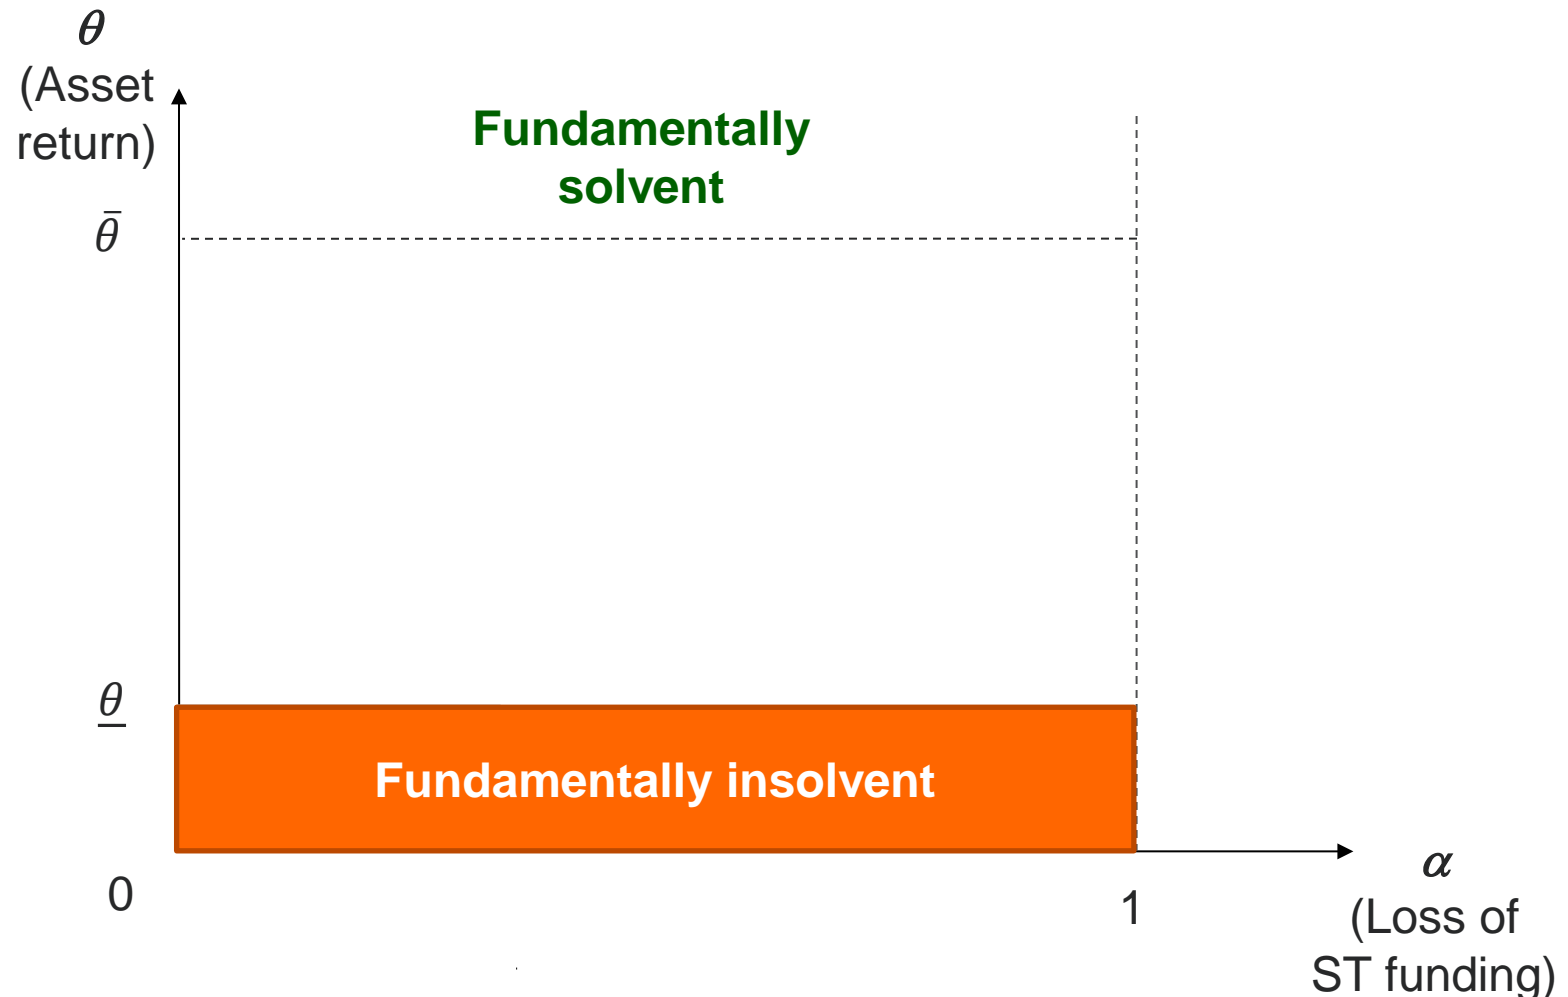 θ
(Asset
return)
Fundamentally
solvent
θ̄
θ̲
Fundamentally insolvent
0
1
α
(Loss of
ST funding)